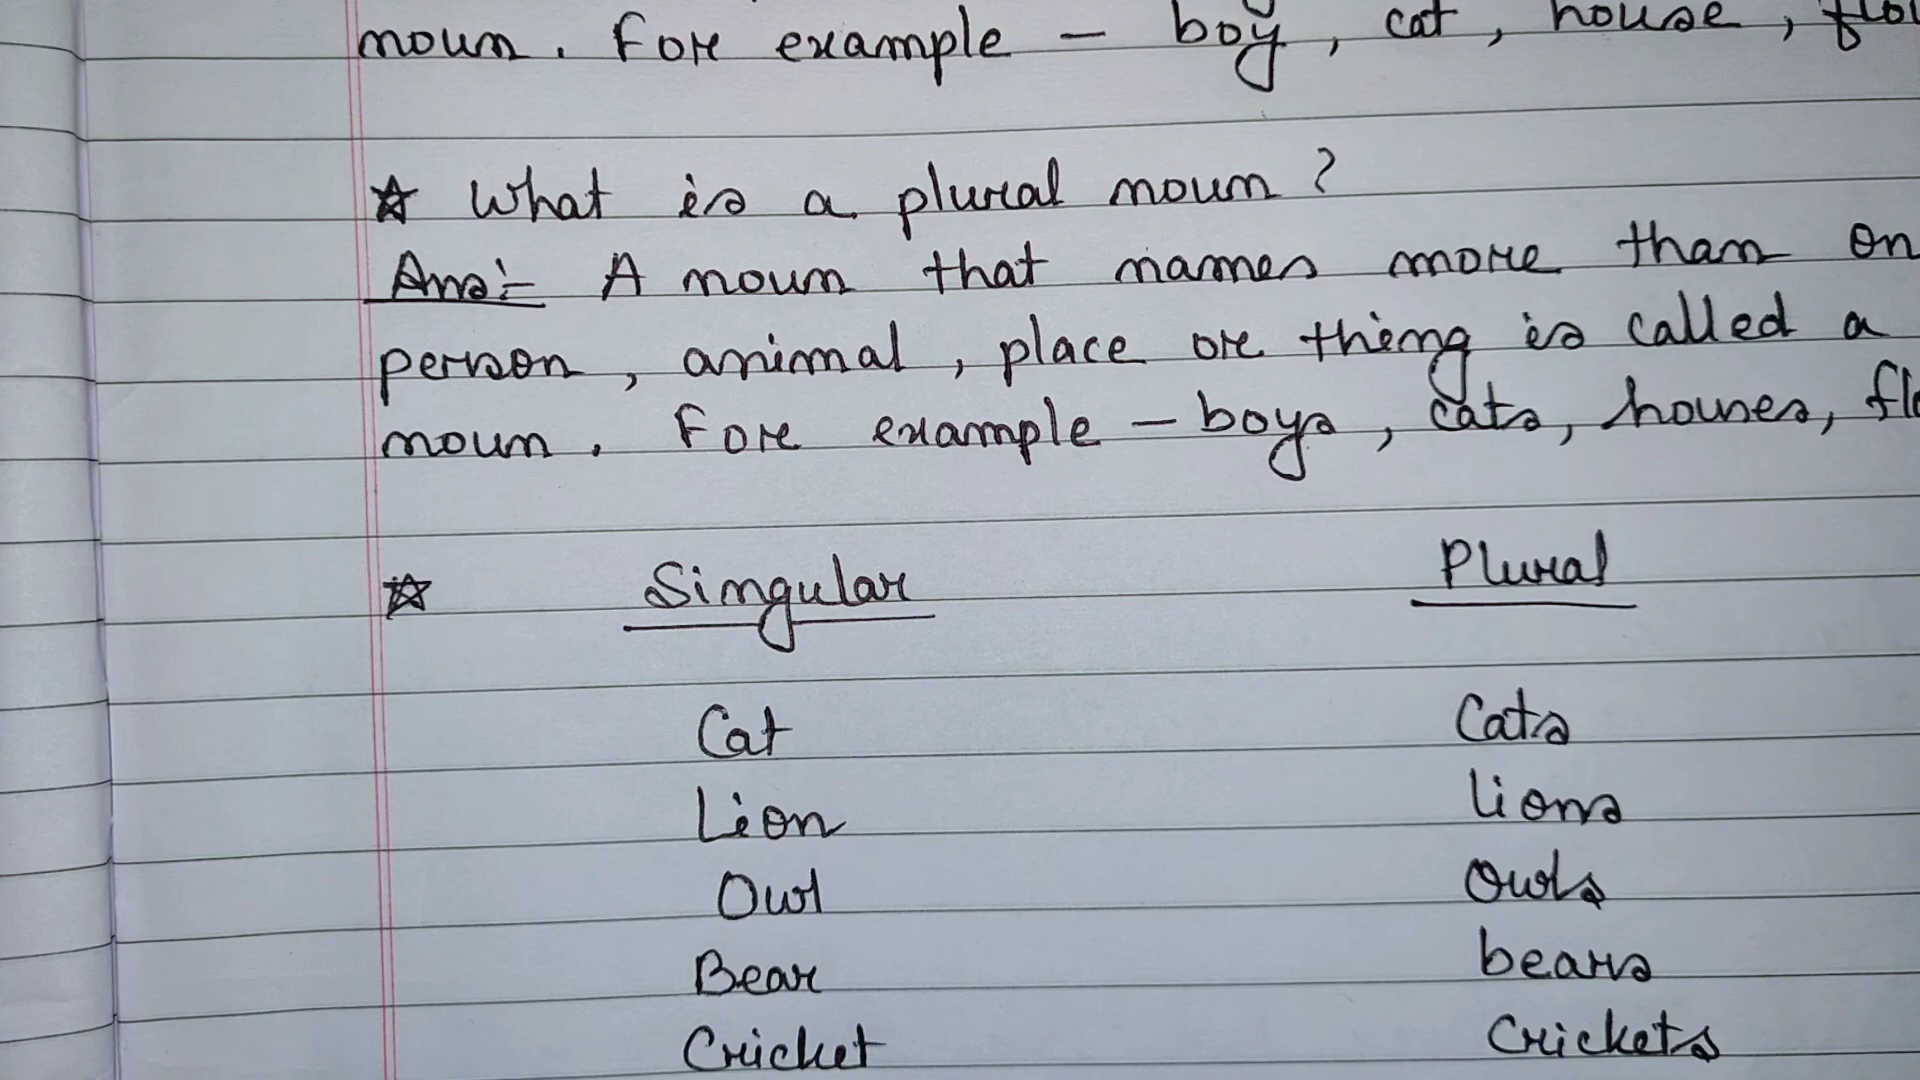 noun. For example - boy, cat, house,
☆ What is a plural noun?
Ans:- A noun that names more than
person, animal, place or thing is called a
noun. For example - boys, cats, houses,
☆ Singular Plural
Cat Cats
Lion lions
Owl Owls
Bear bears
Cricket Crickets